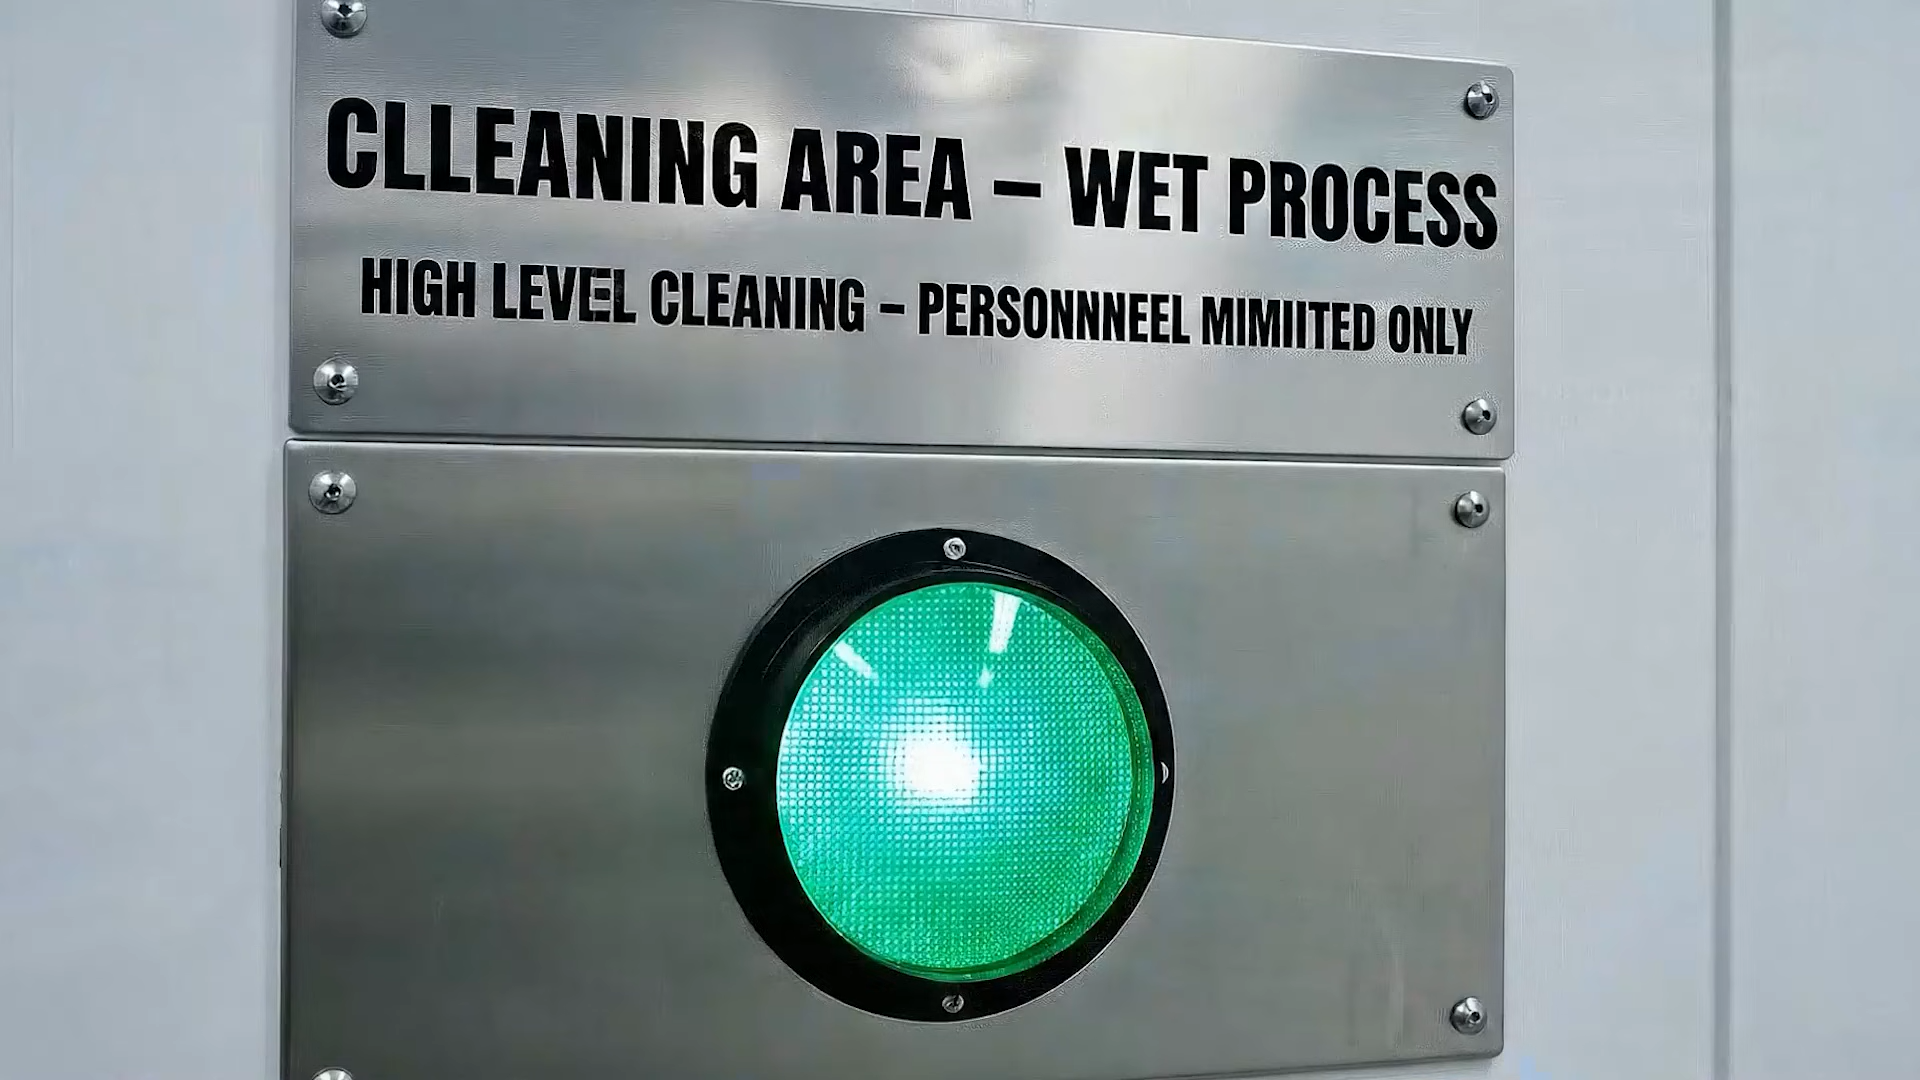 CLLEANING AREA – WET PROCESS
HIGH LEVEL CLEANING – PERSONNNEEL MIMIITED ONLY